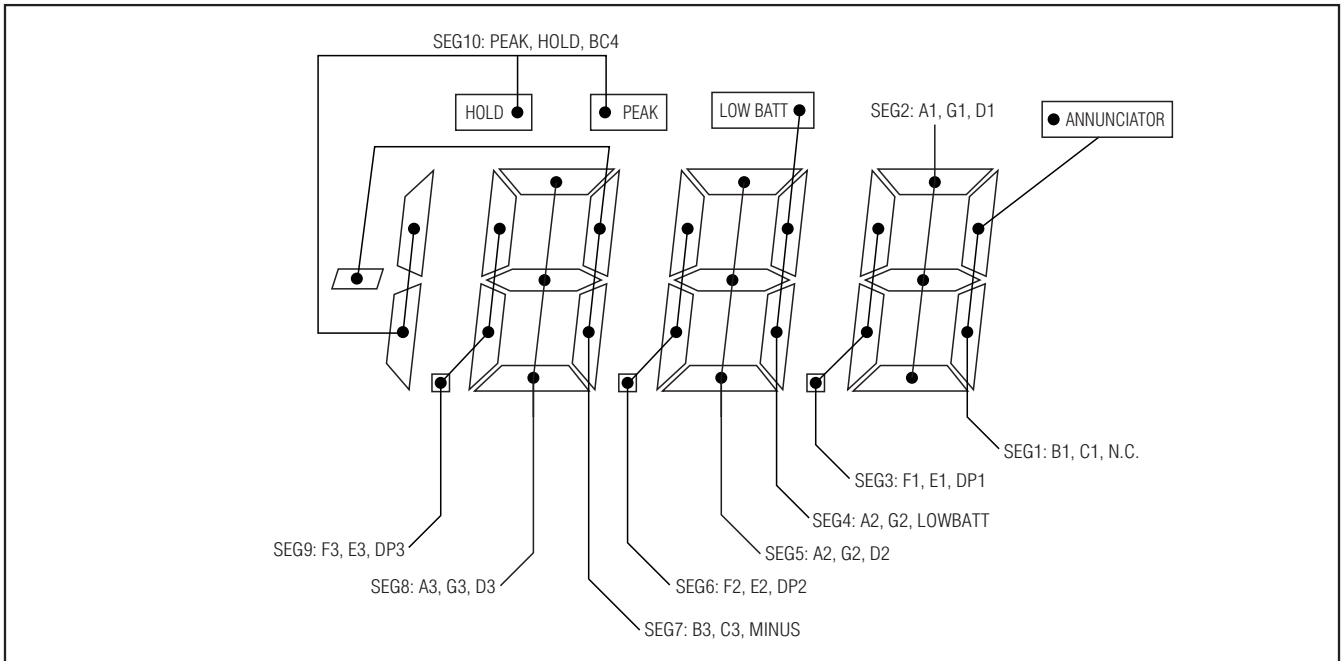 SEG10: PEAK, HOLD, BC4
HOLD
PEAK
LOW BATT
SEG2: A1, G1, D1
ANNUNCIATOR
SEG1: B1, C1, N.C.
SEG3: F1, E1, DP1
SEG4: A2, G2, LOWBATT
SEG9: F3, E3, DP3
SEG5: A2, G2, D2
SEG8: A3, G3, D3
SEG6: F2, E2, DP2
SEG7: B3, C3, MINUS